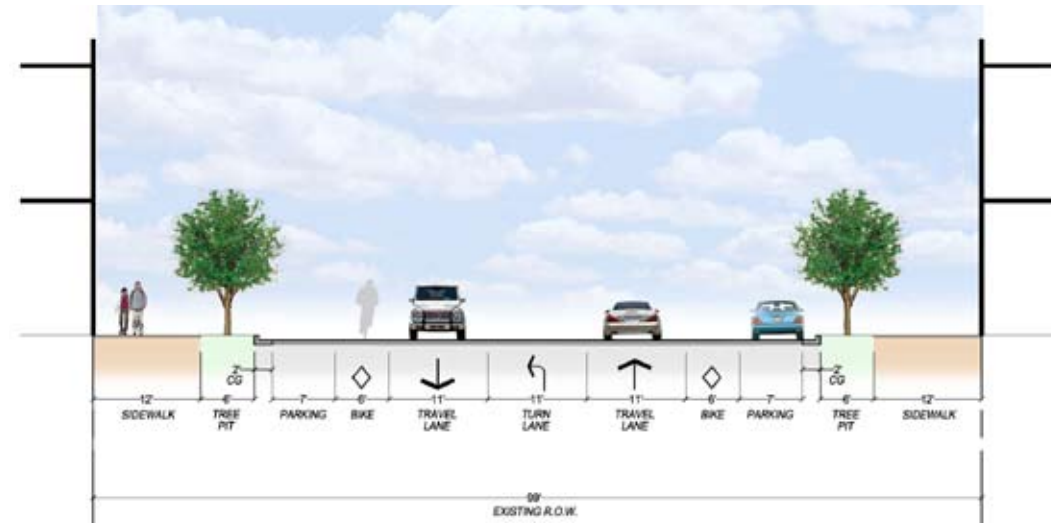 2'
CG
2'
CG
12' 6' 7' 6' 11' 11' 11' 6' 7' 6' 12'
SIDEWALK TREE PARKING BIKE TRAVEL TURN TRAVEL BIKE PARKING TREE SIDEWALK
PIT LANE LANE LANE PIT
99'
EXISTING R.O.W.